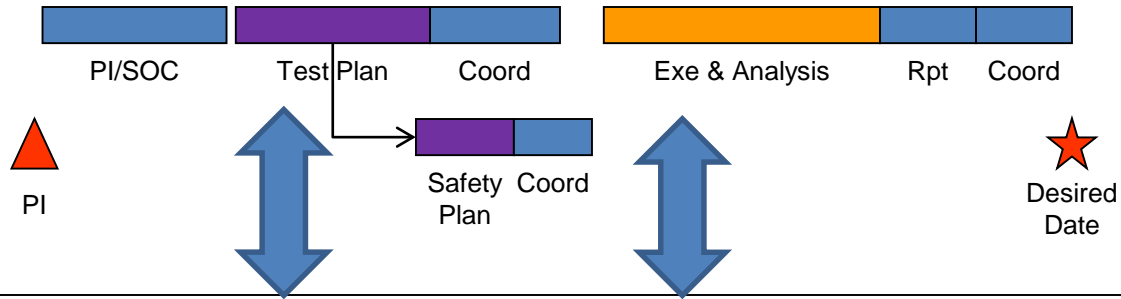 PI/SOC
Test Plan
Coord
Exe & Analysis
Rpt
Coord
PI
Safety
Plan
Coord
Desired
Date